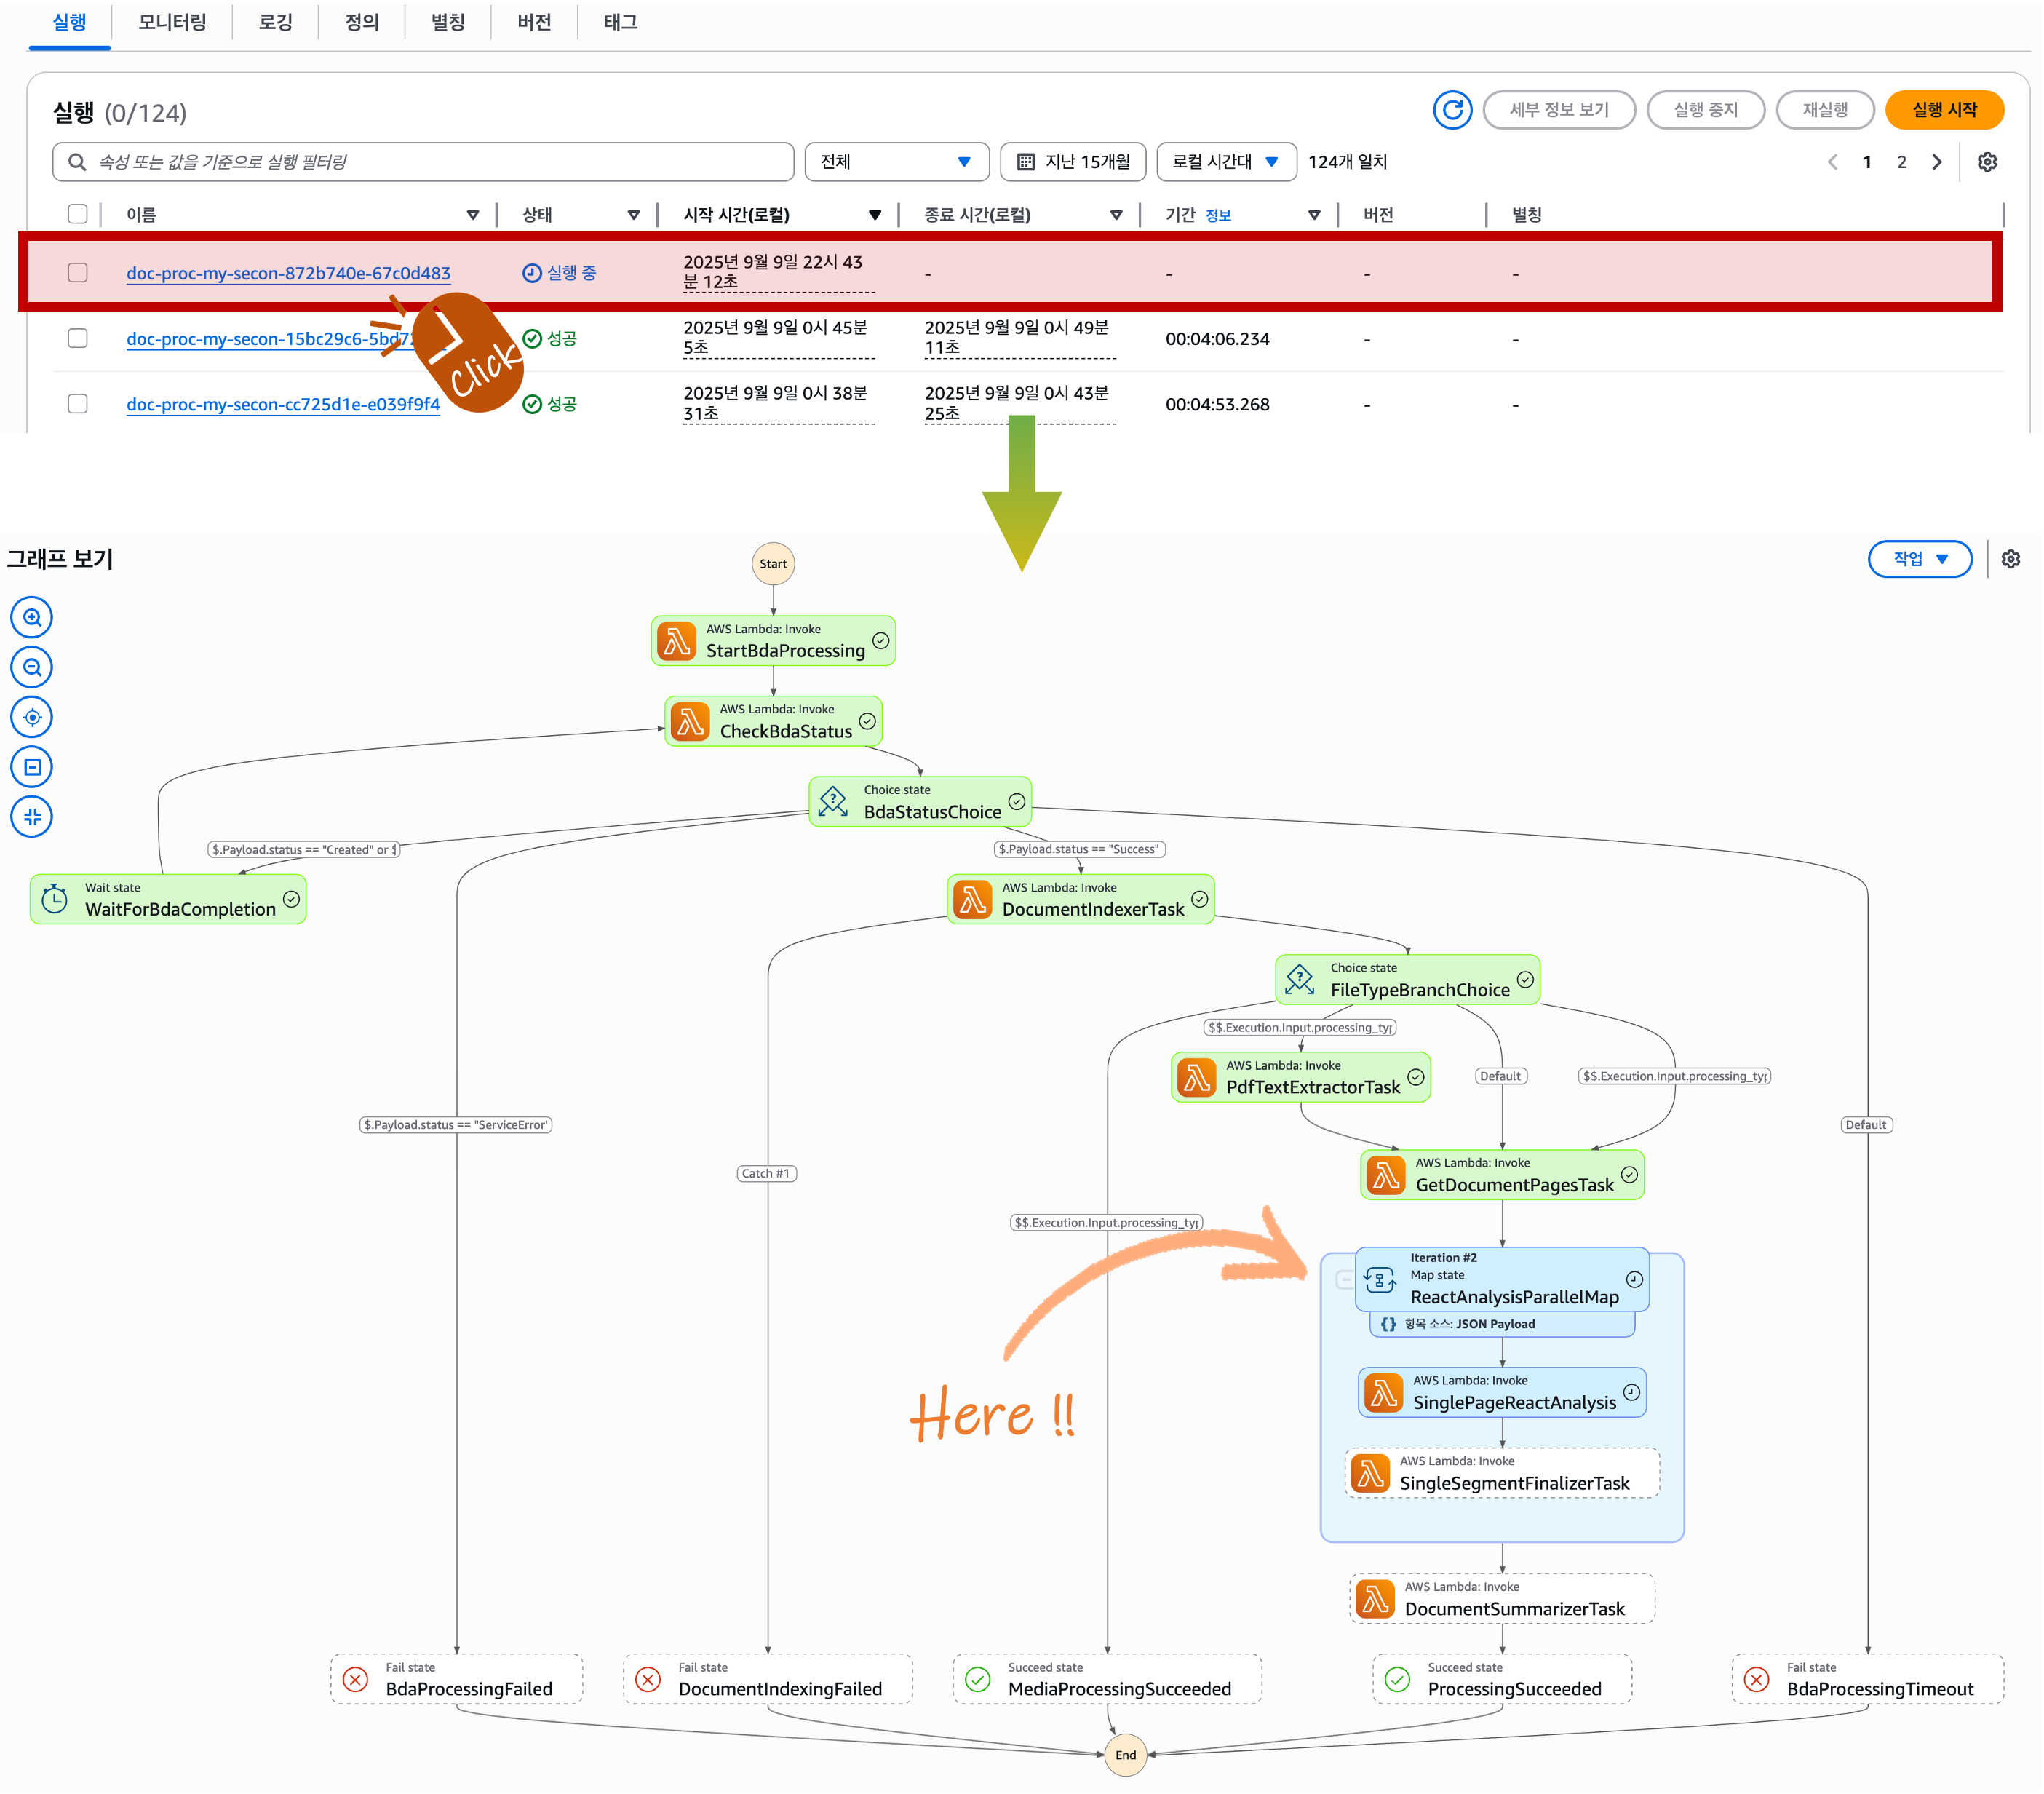 실행 모니터링 로깅 정의 별칭 버전 태그
실행 (0/124)
세부 정보 보기 실행 중지 재실행 실행 시작
속성 또는 값을 기준으로 실행 필터링 전체 지난 15개월 로컬 시간대 124개 일치 1 2
이름 상태 시작 시간(로컬) 종료 시간(로컬) 기간 정보 버전 별칭
doc-proc-my-secon-872b740e-67c0d483 실행 중 2025년 9월 9일 22시 43분 12초 - - - -
doc-proc-my-secon-15bc29c6-5bd7 성공 2025년 9월 9일 0시 45분 5초 2025년 9월 9일 0시 49분 11초 00:04:06.234 - -
Click
doc-proc-my-secon-cc725d1e-e039f9f4 성공 2025년 9월 9일 0시 38분 31초 2025년 9월 9일 0시 43분 25초 00:04:53.268 - -
그래프 보기
작업
Start
AWS Lambda: Invoke
StartBdaProcessing
AWS Lambda: Invoke
CheckBdaStatus
Choice state
BdaStatusChoice
$.Payload.status == "Created" or $
$.Payload.status == "Success"
Wait state
WaitForBdaCompletion
AWS Lambda: Invoke
DocumentIndexerTask
Choice state
FileTypeBranchChoice
$$.Execution.Input.processing_typ
AWS Lambda: Invoke
PdfTextExtractorTask
Default
$$.Execution.Input.processing_typ
$.Payload.status == "ServiceError"
Default
Catch #1
AWS Lambda: Invoke
GetDocumentPagesTask
$$.Execution.Input.processing_typ
Iteration #2
Map state
ReactAnalysisParallelMap
{} 항목 소스: JSON Payload
Here !!
AWS Lambda: Invoke
SinglePageReactAnalysis
AWS Lambda: Invoke
SingleSegmentFinalizerTask
AWS Lambda: Invoke
DocumentSummarizerTask
Fail state
BdaProcessingFailed
Fail state
DocumentIndexingFailed
Succeed state
MediaProcessingSucceeded
Succeed state
ProcessingSucceeded
Fail state
BdaProcessingTimeout
End